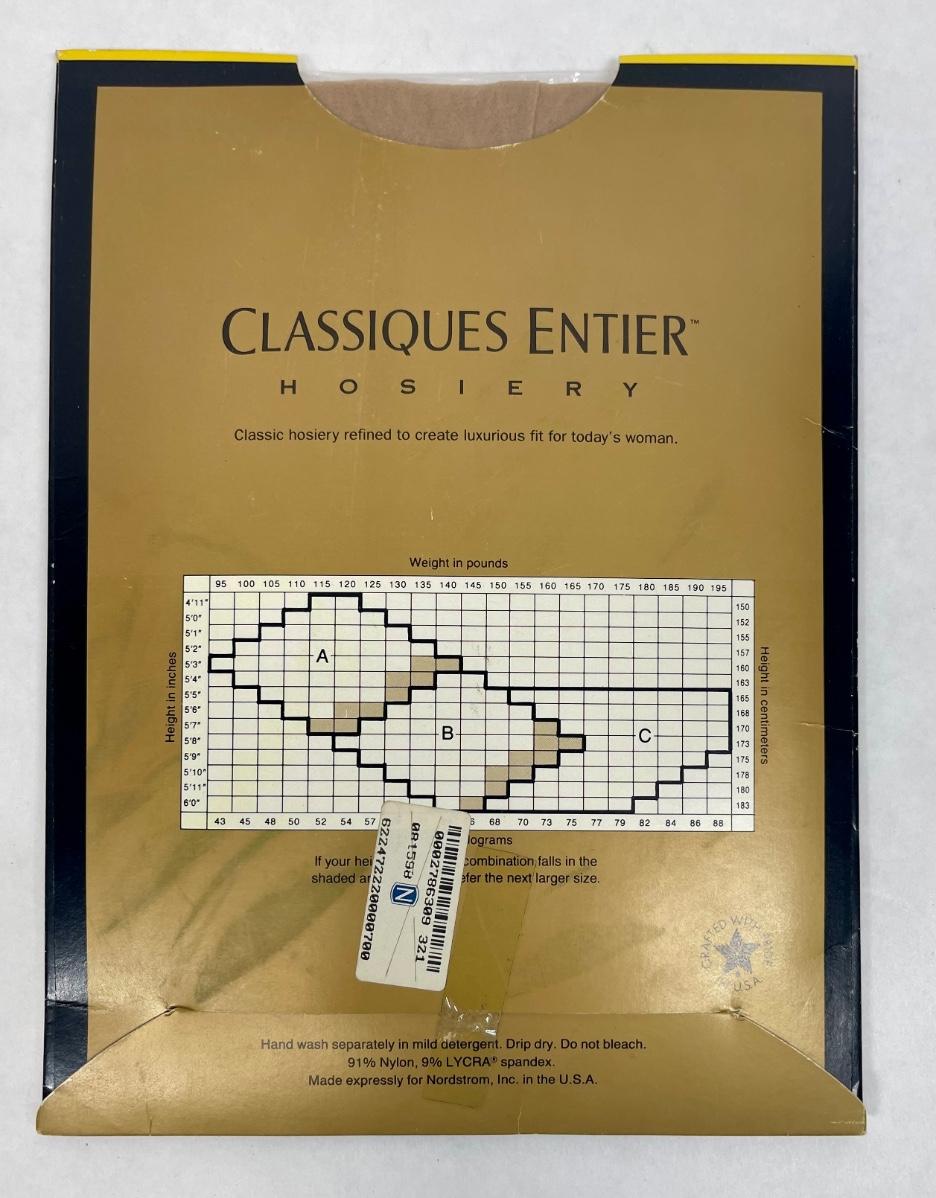 CLASSIQUES ENTIER™
HOSIERY
Classic hosiery refined to create luxurious fit for today's woman.
Weight in pounds
95 100 105 110 115 120 125 130 135 140 145 150 155 160 165 170 175 180 185 190 195
Height in inches
4'11"
5'0"
5'1"
5'2"
5'3"
5'4"
5'5"
5'6"
5'7"
5'8"
5'9"
5'10"
5'11"
6'0"
A
B
C
150
152
155
157
160
163
165
168
170
173
175
178
180
183
Height in centimeters
43 45 48 50 52 54 57 68 70 73 75 77 79 82 84 86 88
If your combination falls in the
shaded the next larger size.
0002786309 321
081598 N
6224722220000700
CRAFTED WITH
U.S.A.
Hand wash separately in mild detergent. Drip dry. Do not bleach.
91% Nylon, 9% LYCRA® spandex.
Made expressly for Nordstrom, Inc. in the U.S.A.